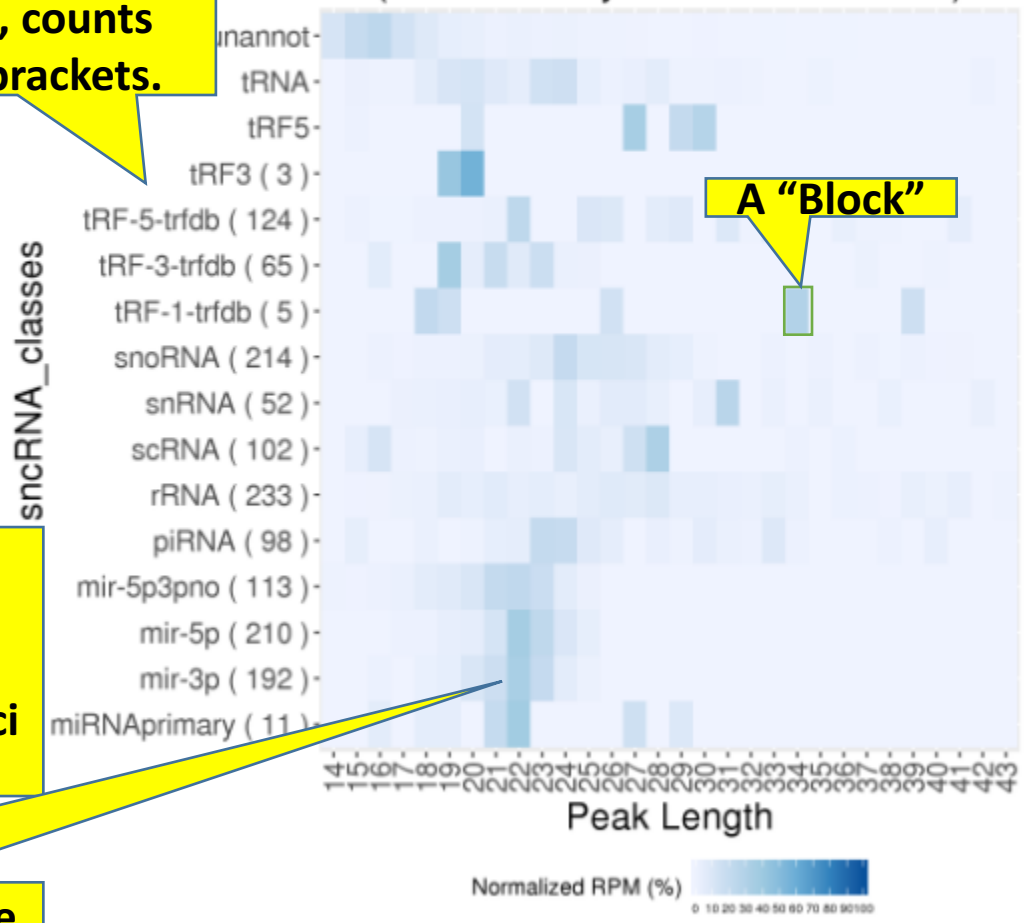 , counts
brackets.
unannot
tRNA
tRF5
tRF3 ( 3 )
tRF-5-trfdb ( 124 )
tRF-3-trfdb ( 65 )
tRF-1-trfdb ( 5 )
snoRNA ( 214 )
snRNA ( 52 )
scRNA ( 102 )
rRNA ( 233 )
piRNA ( 98 )
mir-5p3pno ( 113 )
mir-5p ( 210 )
mir-3p ( 192 )
miRNAprimary ( 11 )
sncRNA_classes
A “Block”
ci
14 15 16 17 18 19 20 21 22 23 24 25 26 27 28 29 30 31 32 33 34 35 36 37 38 39 40 41 42 43
Peak Length
Normalized RPM (%)
0 10 20 30 40 50 60 70 80 90 100
e